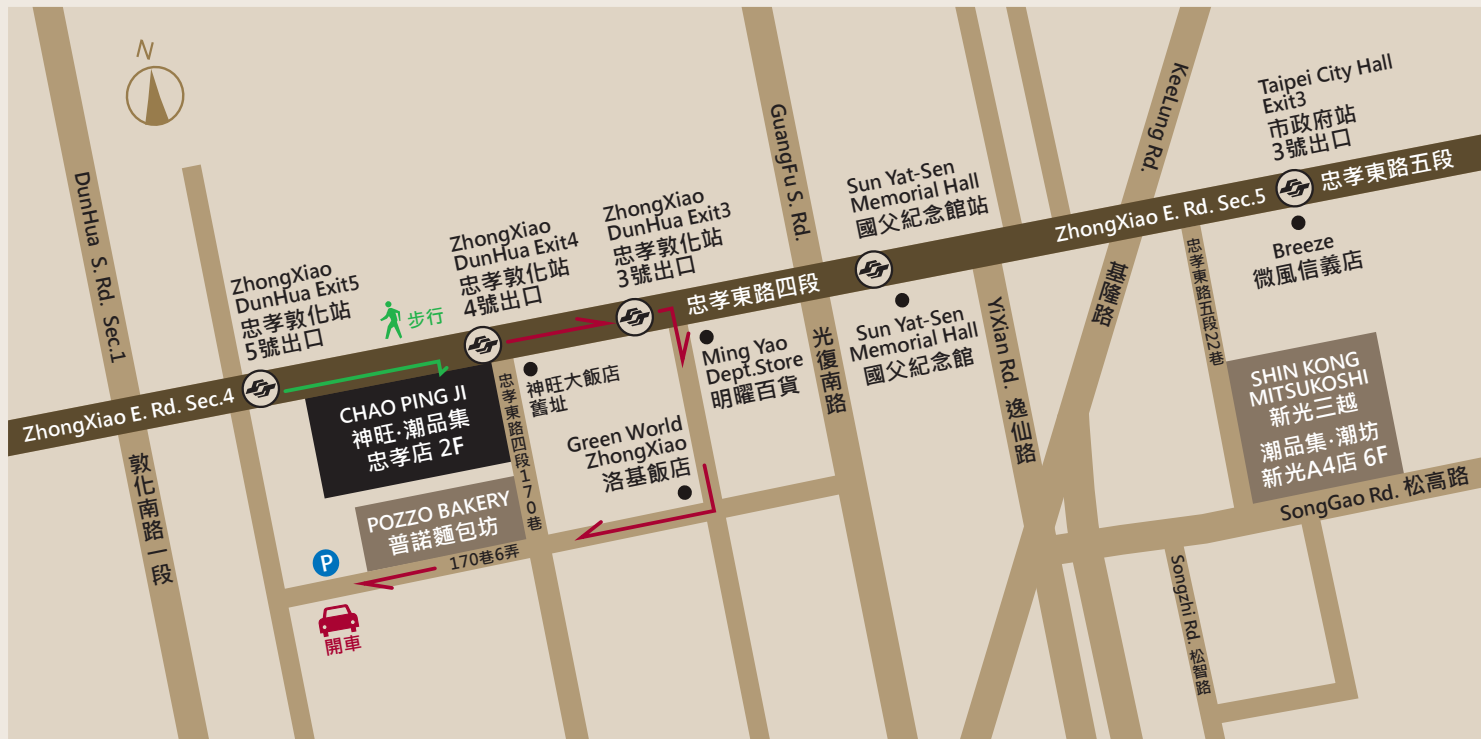 N
DunHua S. Rd. Sec.1
敦化南路一段
ZhongXiao E. Rd. Sec.4
ZhongXiao
DunHua Exit5
忠孝敦化站
5號出口
步行
ZhongXiao
DunHua Exit4
忠孝敦化站
4號出口
ZhongXiao
DunHua Exit3
忠孝敦化站
3號出口
忠孝東路四段
GuangFu S. Rd.
光復南路
Sun Yat-Sen
Memorial Hall
國父紀念館站
Sun Yat-Sen
Memorial Hall
國父紀念館
YiXian Rd. 逸仙路
KeeLung Rd.
基隆路
ZhongXiao E. Rd. Sec.5
Taipei City Hall
Exit3
市政府站
3號出口
忠孝東路五段
Breeze
微風信義店
忠孝東路五段22巷
CHAO PING JI
神旺·潮品集
忠孝店 2F
忠孝東路四段170巷
神旺大飯店
舊址
Ming Yao
Dept.Store
明曜百貨
Green World
ZhongXiao
洛基飯店
POZZO BAKERY
普諾麵包坊
170巷6弄
P
開車
SHIN KONG
MITSUKOSHI
新光三越
潮品集·潮坊
新光A4店 6F
SongGao Rd. 松高路
Songzhi Rd. 松智路